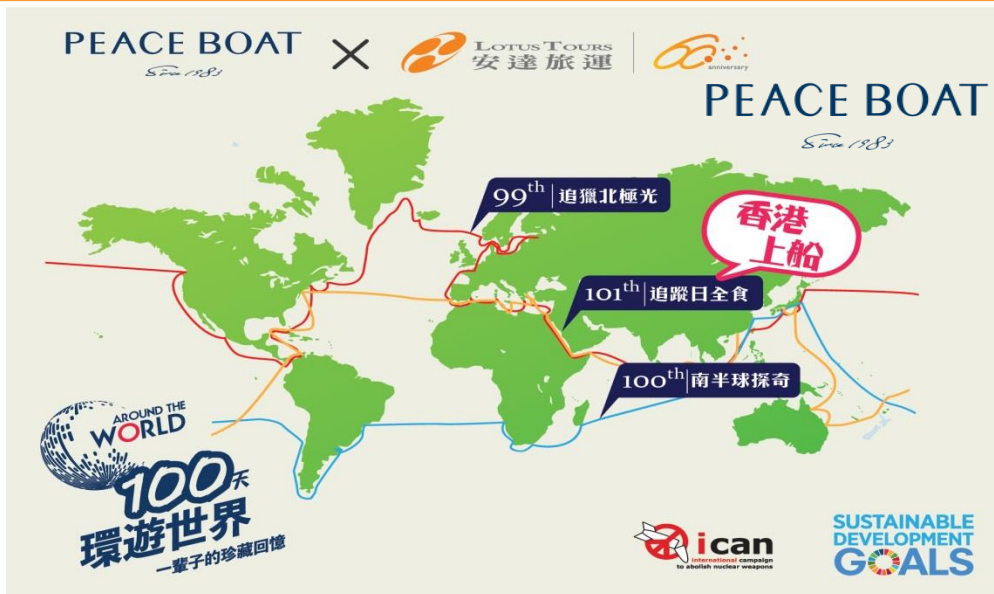 PEACE BOAT
Since 1983
LOTUS TOURS
安達旅運
60
anniversary
PEACE BOAT
Since 1983
99th 追獵北極光
香港
上船
101th 追蹤日全食
100th 南半球探奇
AROUND THE
WORLD
100天
環遊世界
一輩子的珍藏回憶
ican
international campaign
to abolish nuclear weapons
SUSTAINABLE
DEVELOPMENT
GOALS